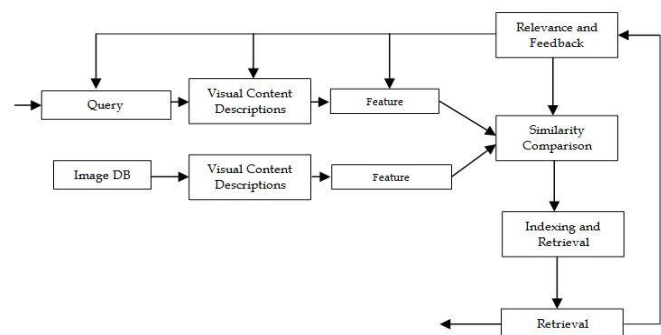 Relevance and
Feedback
Query
Visual Content
Descriptions
Feature
Similarity
Comparison
Image DB
Visual Content
Descriptions
Feature
Indexing and
Retrieval
Retrieval